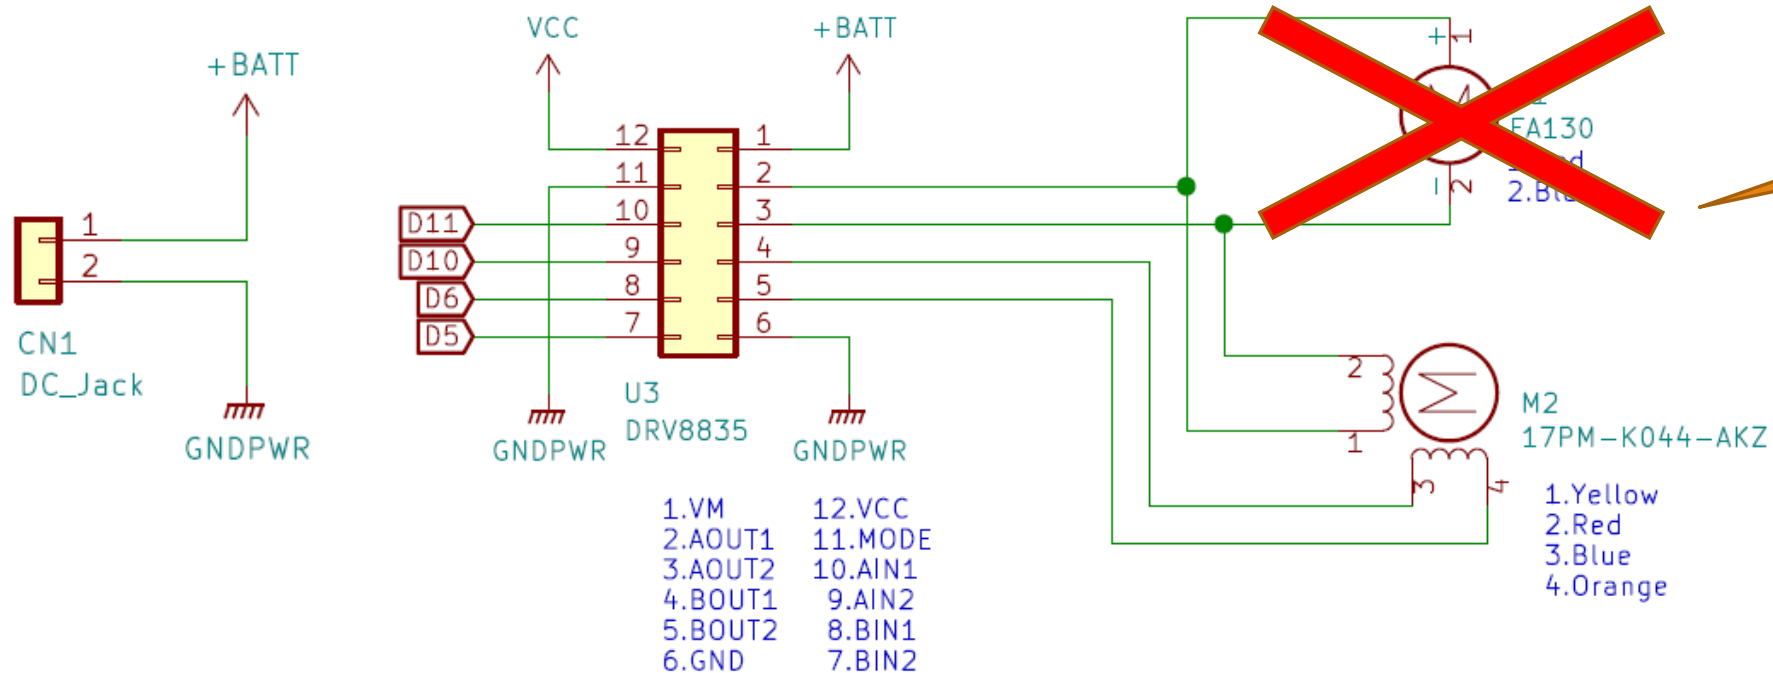 +BATT
1
2
CN1
DC_Jack
GNDPWR
VCC
+BATT
12
11
10
9
8
7
1
2
3
4
5
6
D11
D10
D6
D5
GNDPWR
U3
DRV8835
GNDPWR
1.VM
2.AOUT1
3.AOUT2
4.BOUT1
5.BOUT2
6.GND
12.VCC
11.MODE
10.AIN1
9.AIN2
8.BIN1
7.BIN2
+
1
FA130
−
2
2
1
3
4
M
M2
17PM-K044-AKZ
1.Yellow
2.Red
3.Blue
4.Orange